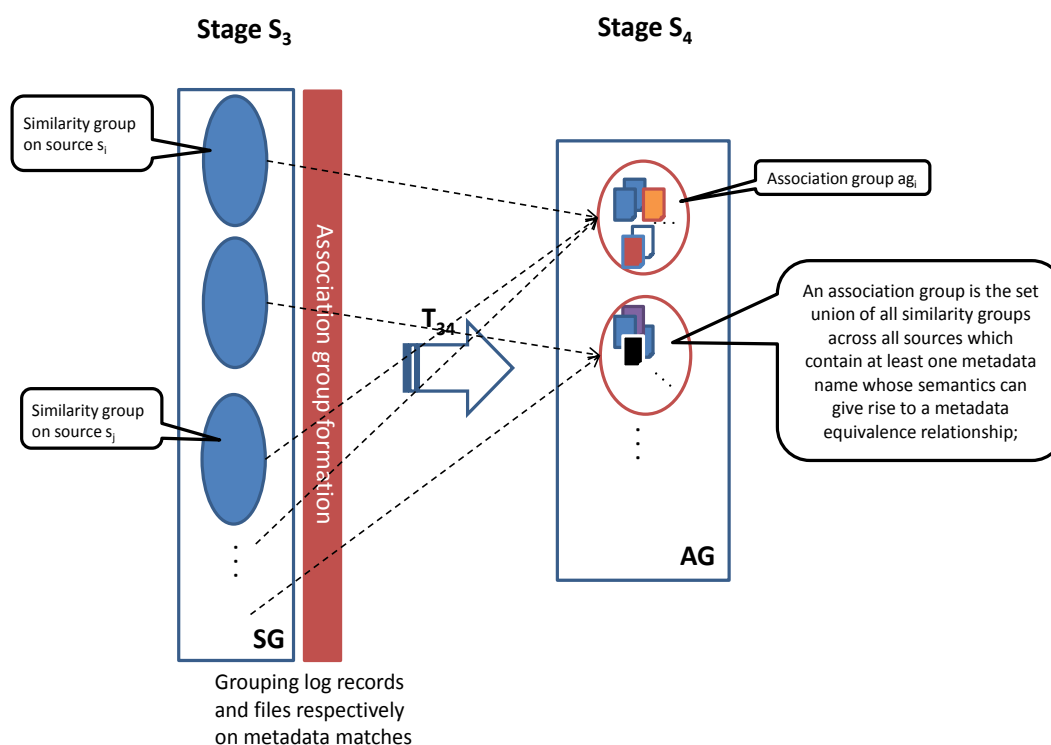 Stage S3
Stage S4
Similarity group
on source si
Association group agi
Association group formation
T34
An association group is the set
union of all similarity groups
across all sources which
contain at least one metadata
name whose semantics can
give rise to a metadata
equivalence relationship;
Similarity group
on source sj
SG
AG
Grouping log records
and files respectively
on metadata matches